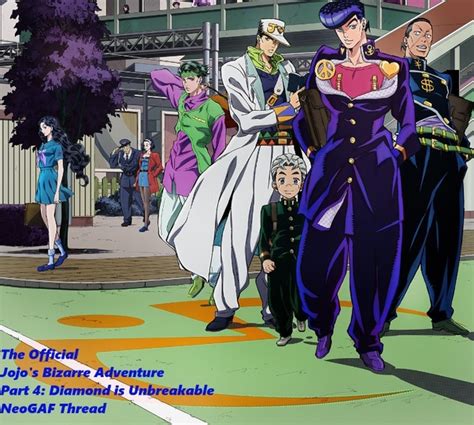 The Official
Jojo's Bizarre Adventure
Part 4: Diamond is Unbreakable
NeoGAF Thread